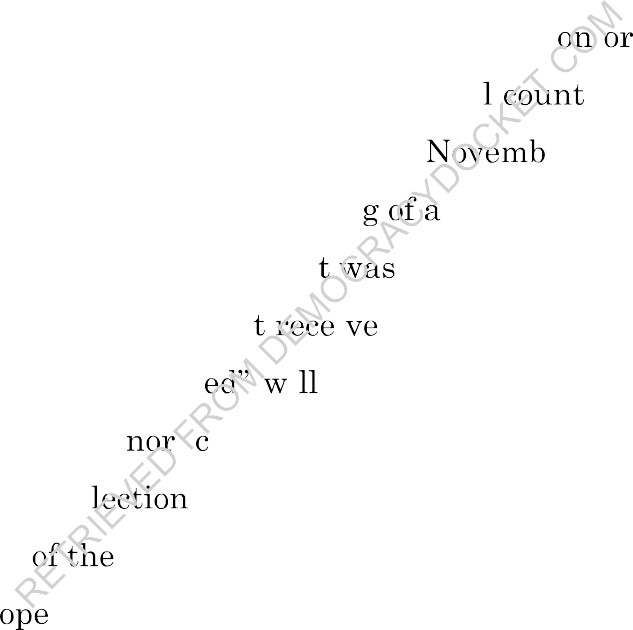 on or
l count
Novemb
g of a
t was
t rece ve
ed” w ll
nor c
lection
of the
ope
RETRIEVED FROM DEMOCRACYDOCKET COM